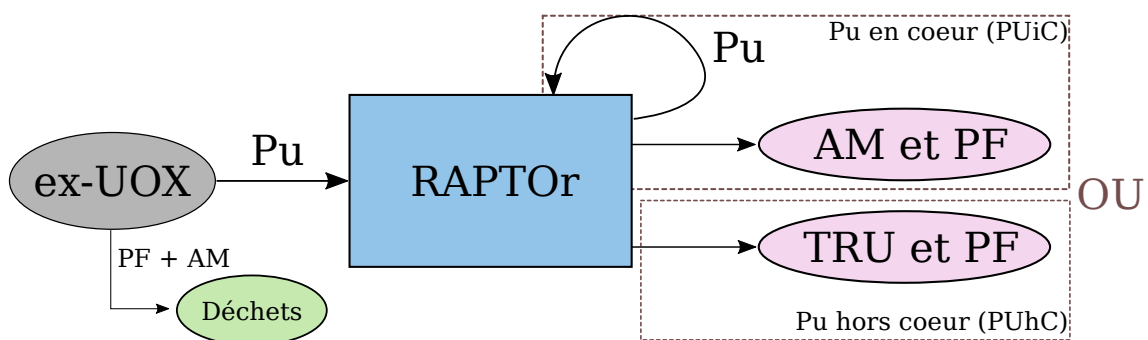 Pu en coeur (PUiC)
Pu
AM et PF
Pu
ex-UOX
RAPTOr
OU
TRU et PF
PF + AM
Déchets
Pu hors coeur (PUhC)